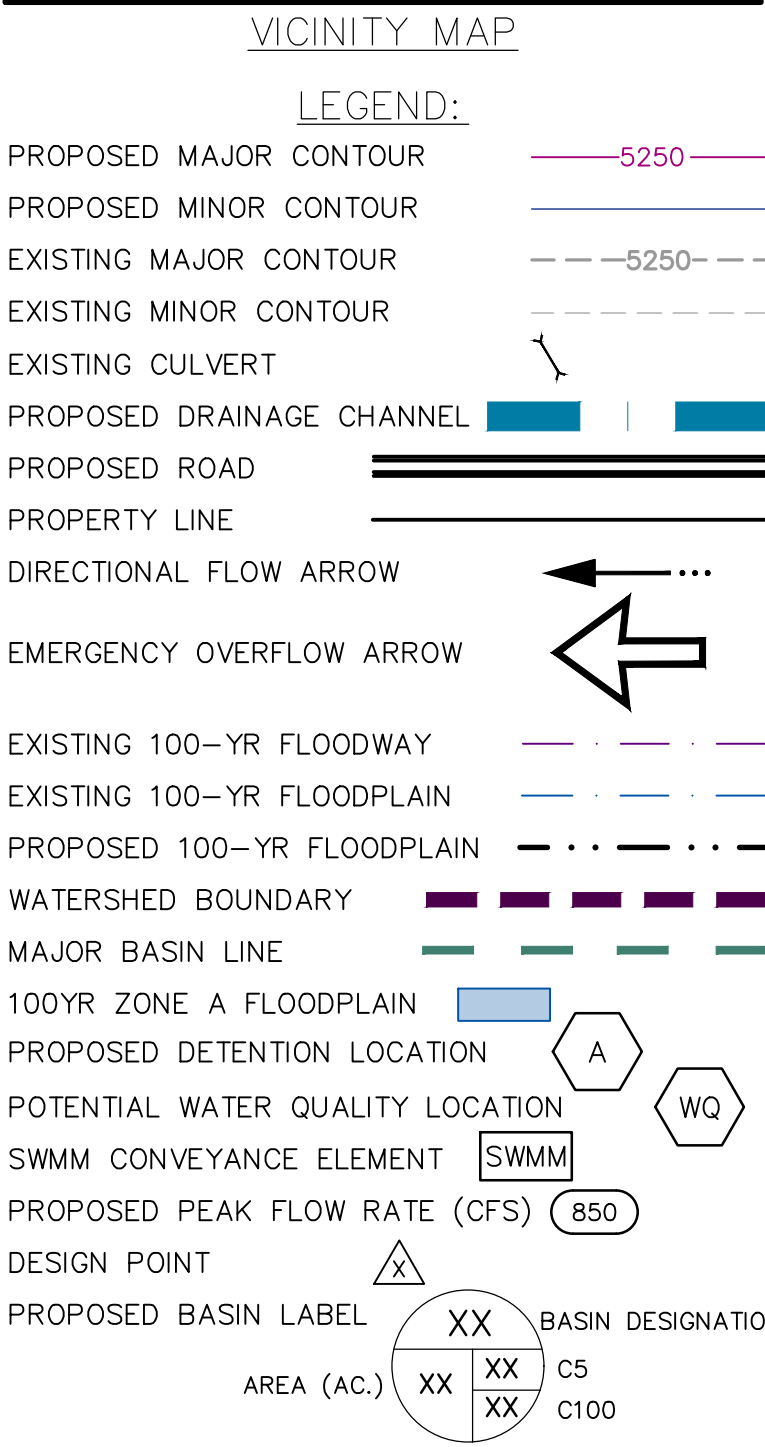 VICINITY MAP
LEGEND:
PROPOSED MAJOR CONTOUR 5250
PROPOSED MINOR CONTOUR
EXISTING MAJOR CONTOUR 5250
EXISTING MINOR CONTOUR
EXISTING CULVERT
PROPOSED DRAINAGE CHANNEL
PROPOSED ROAD
PROPERTY LINE
DIRECTIONAL FLOW ARROW
EMERGENCY OVERFLOW ARROW
EXISTING 100-YR FLOODWAY
EXISTING 100-YR FLOODPLAIN
PROPOSED 100-YR FLOODPLAIN
WATERSHED BOUNDARY
MAJOR BASIN LINE
100YR ZONE A FLOODPLAIN
PROPOSED DETENTION LOCATION A
POTENTIAL WATER QUALITY LOCATION WQ
SWMM CONVEYANCE ELEMENT SWMM
PROPOSED PEAK FLOW RATE (CFS) 850
DESIGN POINT X
PROPOSED BASIN LABEL XX BASIN DESIGNATIO
AREA (AC.) XX XX C5
XX C100